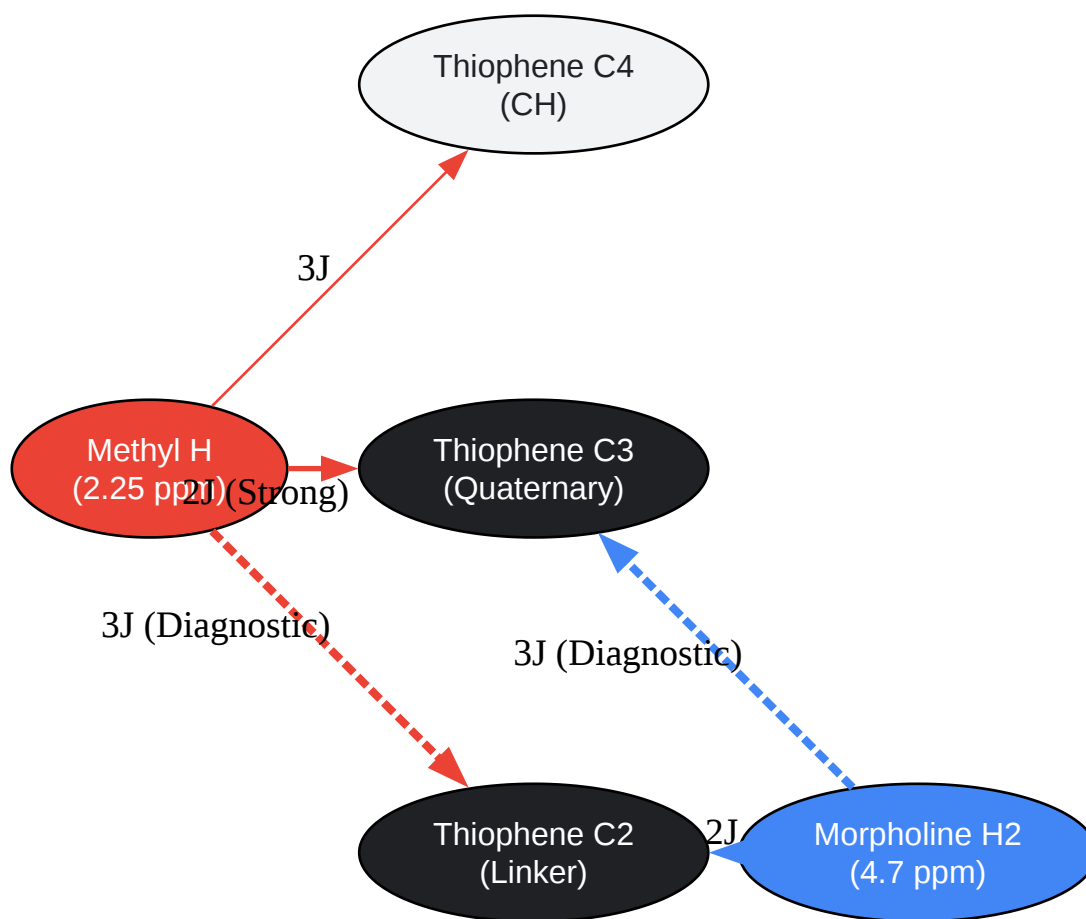 Thiophene C4
(CH)
3J
Methyl H
(2.25 ppm)
2J (Strong)
Thiophene C3
(Quaternary)
3J (Diagnostic)
3J (Diagnostic)
Thiophene C2
(Linker)
2J
Morpholine H2
(4.7 ppm)